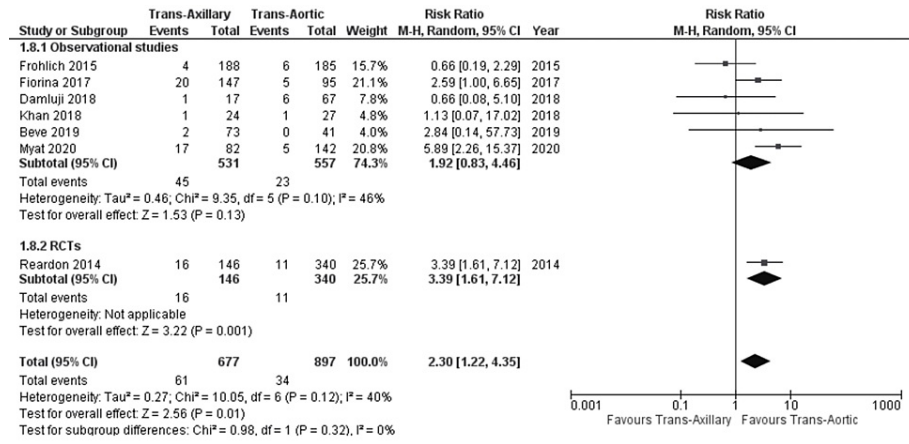 Trans-Axillary Trans-Aortic Risk Ratio Risk Ratio
Study or Subgroup Events Total Events Total Weight M-H, Random, 95% CI Year M-H, Random, 95% CI
1.8.1 Observational studies
Frohlich 2015 4 188 6 185 15.7% 0.66 [0.19, 2.29] 2015
Fiorina 2017 20 147 5 95 21.1% 2.59 [1.00, 6.65] 2017
Damluji 2018 1 17 6 67 7.8% 0.66 [0.08, 5.10] 2018
Khan 2018 1 24 1 27 4.8% 1.13 [0.07, 17.02] 2018
Beve 2019 2 73 0 41 4.0% 2.84 [0.14, 57.73] 2019
Myat 2020 17 82 5 142 20.8% 5.89 [2.26, 15.37] 2020
Subtotal (95% CI) 531 557 74.3% 1.92 [0.83, 4.46]
Total events 45 23
Heterogeneity: Tau² = 0.46; Chi² = 9.35, df = 5 (P = 0.10); I² = 46%
Test for overall effect: Z = 1.53 (P = 0.13)
1.8.2 RCTs
Reardon 2014 16 146 11 340 25.7% 3.39 [1.61, 7.12] 2014
Subtotal (95% CI) 146 340 25.7% 3.39 [1.61, 7.12]
Total events 16 11
Heterogeneity: Not applicable
Test for overall effect: Z = 3.22 (P = 0.001)
Total (95% CI) 677 897 100.0% 2.30 [1.22, 4.35]
Total events 61 34
Heterogeneity: Tau² = 0.27; Chi² = 10.05, df = 6 (P = 0.12); I² = 40%
Test for overall effect: Z = 2.56 (P = 0.01)
Test for subgroup differences: Chi² = 0.98, df = 1 (P = 0.32), I² = 0%
0.001 0.1 1 10 1000
Favours Trans-Axillary Favours Trans-Aortic